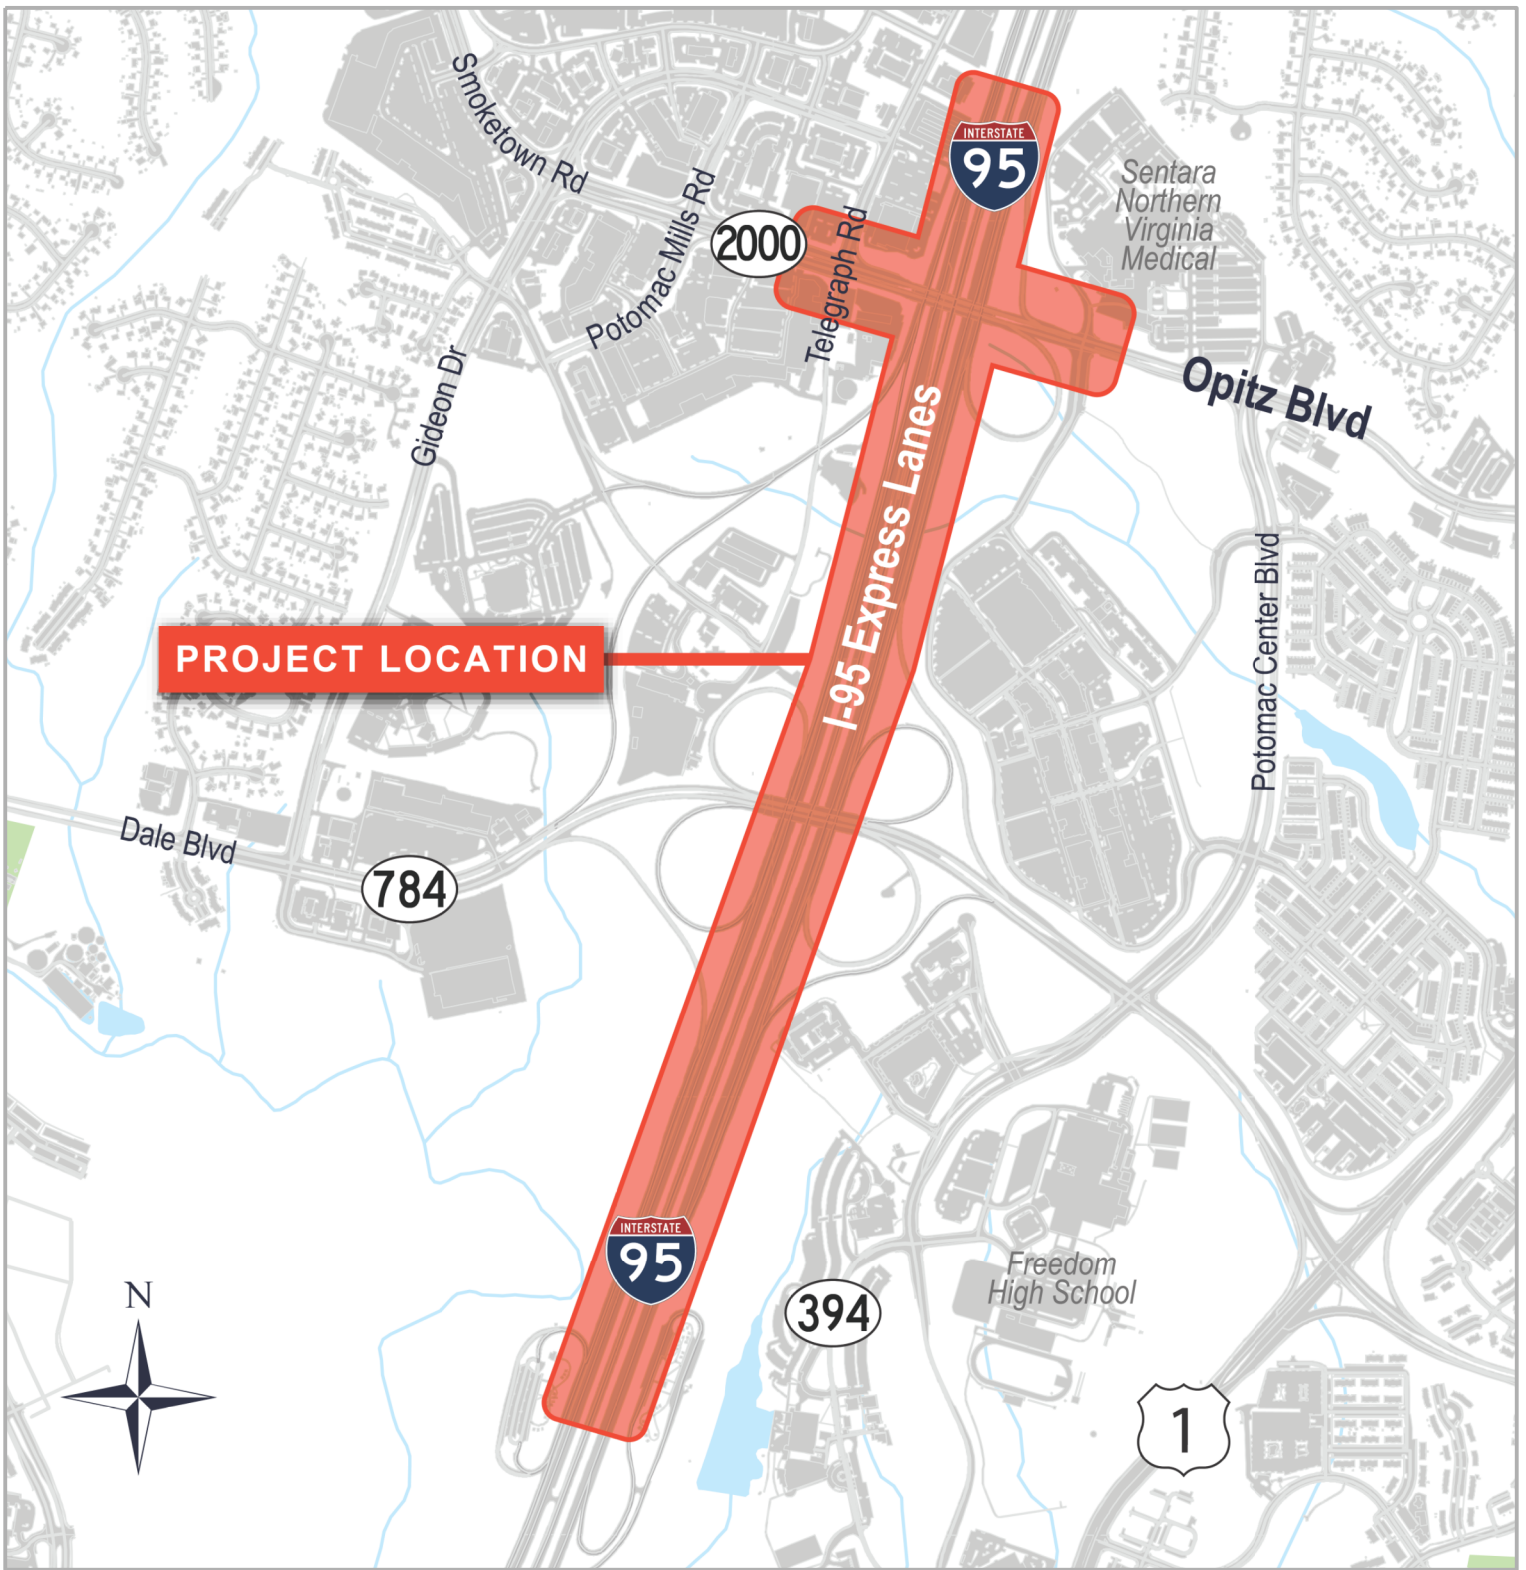 Smoketown Rd
INTERSTATE
95
Sentara
Northern
Virginia
Medical
Potomac Mills Rd
2000
Telegraph Rd
Gideon Dr
Opitz Blvd
I-95 Express Lanes
Potomac Center Blvd
PROJECT LOCATION
Dale Blvd
784
INTERSTATE
95
Freedom
High School
394
N
1